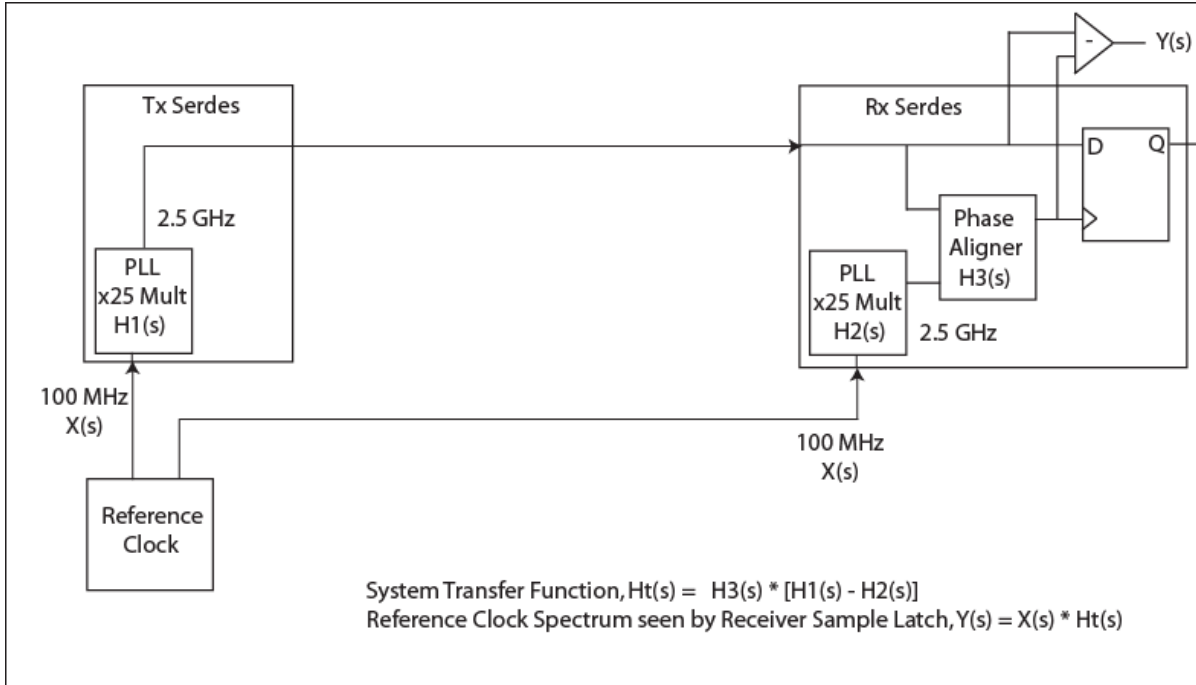 Y(s)
-
Tx Serdes
Rx Serdes
D
Q
2.5 GHz
Phase
Aligner
H3(s)
PLL
x25 Mult
H1(s)
PLL
x25 Mult
H2(s)
2.5 GHz
100 MHz
X(s)
100 MHz
X(s)
Reference
Clock
System Transfer Function, Ht(s) = H3(s) * [H1(s) - H2(s)]
Reference Clock Spectrum seen by Receiver Sample Latch, Y(s) = X(s) * Ht(s)